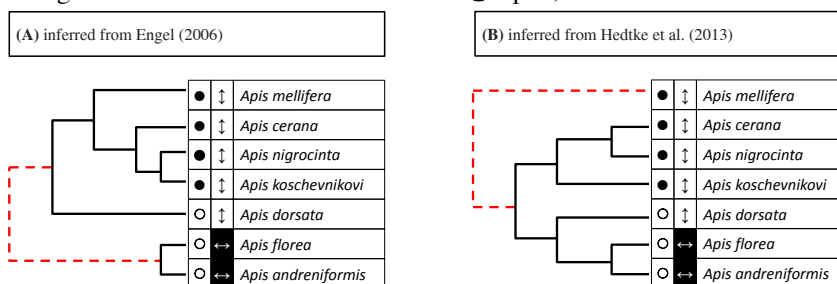 (A) inferred from Engel (2006)
● ↕ Apis mellifera
● ↕ Apis cerana
● ↕ Apis nigrocinta
● ↕ Apis koschevnikovi
○ ↕ Apis dorsata
○ ↔ Apis florea
○ ↔ Apis andreniformis
(B) inferred from Hedtke et al. (2013)
● ↕ Apis mellifera
● ↕ Apis cerana
● ↕ Apis nigrocinta
● ↕ Apis koschevnikovi
○ ↕ Apis dorsata
○ ↔ Apis florea
○ ↔ Apis andreniformis